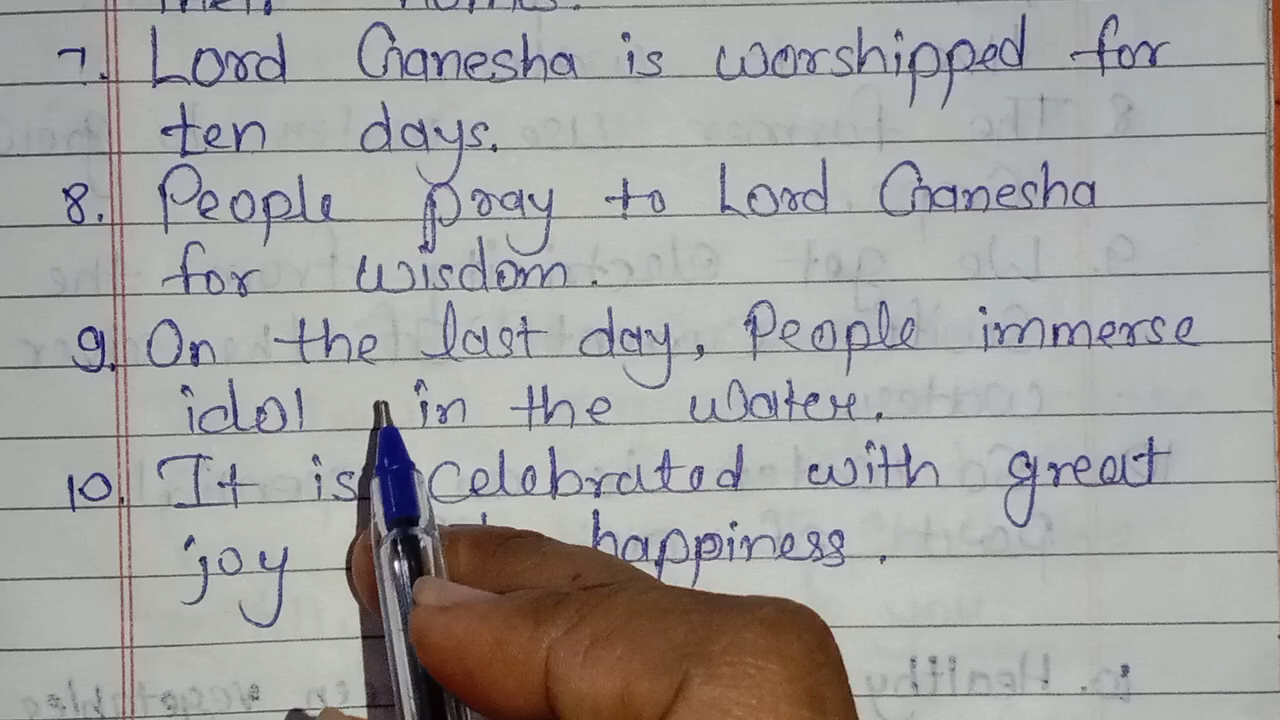 7. Lord Ganesha is worshipped for
ten days.
8. People pray to Lord Ganesha
for wisdom.
9. On the last day, People immerse
idol in the water.
10. It is celebrated with great
joy happiness.